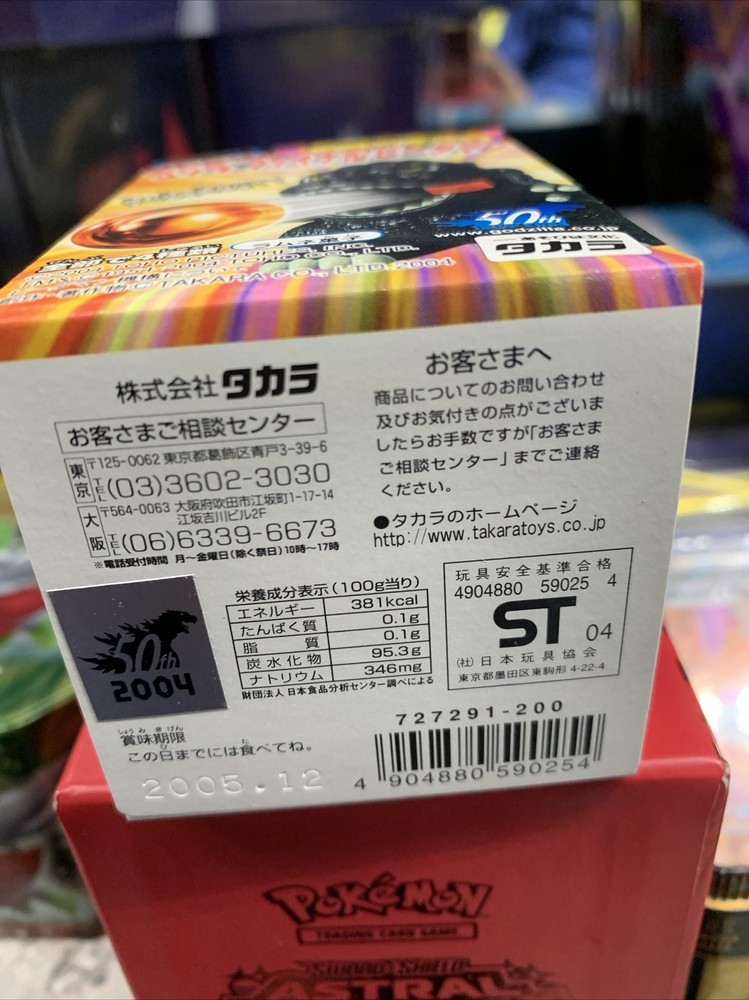 50th
www.godzilla.co.jp
タカラ
ラムネ菓子
TAKARA CO., LTD 2004
株式会社タカラ
お客さまご相談センター
東京 〒125-0062 東京都葛飾区青戸3-39-6
TEL (03)3602-3030
大阪 〒564-0063 大阪府吹田市江坂町1-17-14
江坂吉川ビル2F
TEL (06)6339-6673
※電話受付時間 月〜金曜日(除く祭日)10時〜17時
お客さまへ
商品についてのお問い合わせ
及びお気付きの点がございま
したらお手数ですが「お客さま
ご相談センター」までご連絡
ください。
●タカラのホームページ
http://www.takaratoys.co.jp
50th
2004
栄養成分表示(100g当り)
エネルギー 381kcal
たんぱく質 0.1g
脂質 0.1g
炭水化物 95.3g
ナトリウム 346mg
財団法人 日本食品分析センター調べによる
玩具安全基準合格
4904880 59025 4
ST 04
(社)日本玩具協会
東京都墨田区東駒形4-22-4
賞味期限
しょうみきげん
この日までには食べてね。
2005.12
727291-200
4 904880 590254
POKéMON
TRADING CARD GAME
SWORD & SHIELD
ASTRAL